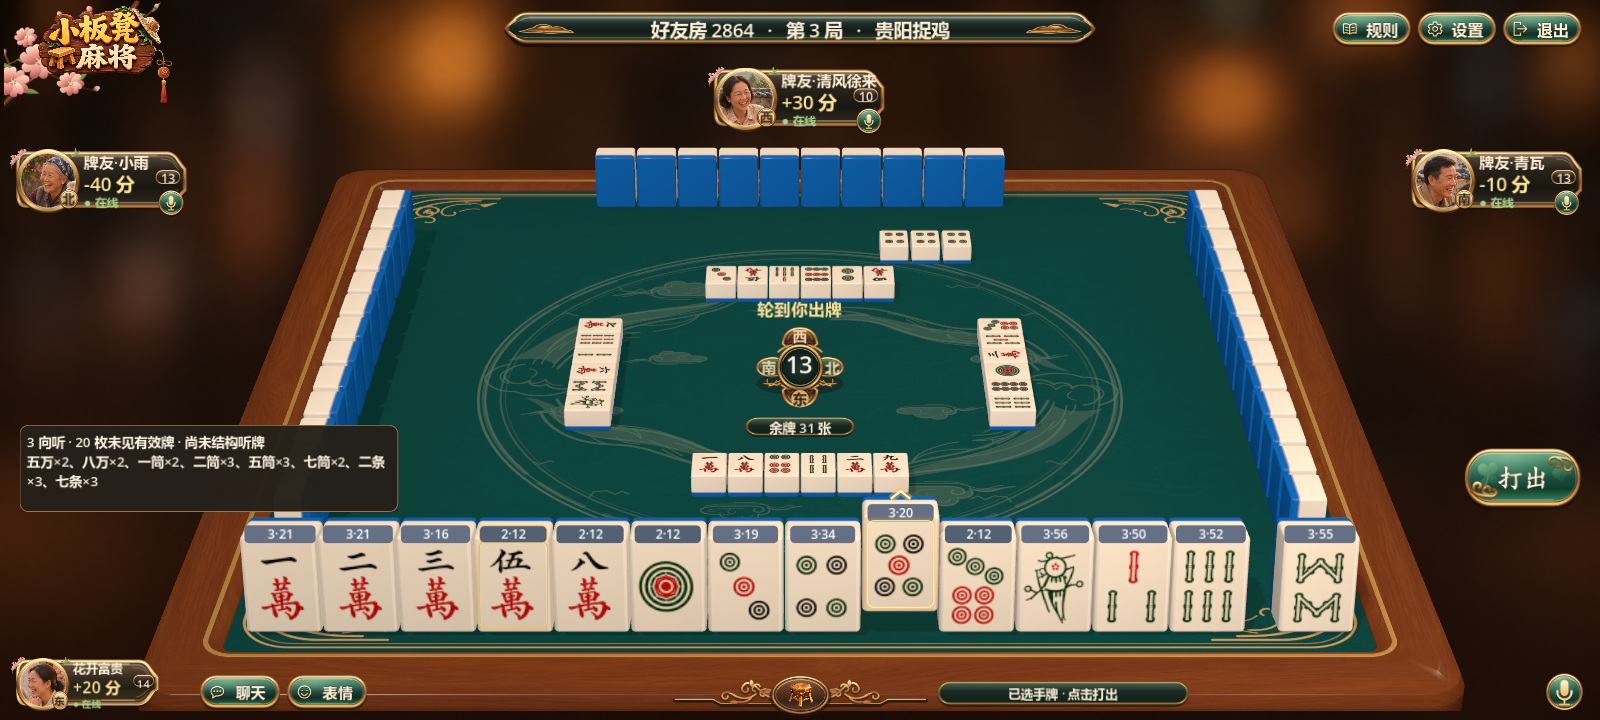 小板凳
麻将
好友房 2864 · 第 3 局 · 贵阳捉鸡
规则
设置
退出
牌友·清风徐来
+30 分
10
西
在线
牌友·小雨
-40 分
13
北
在线
牌友·青瓦
-10 分
13
南
在线
轮到你出牌
西
南
13
北
东
余牌 31 张
3 向听 · 20 枚未见有效牌 · 尚未结构听牌
五万×2、八万×2、一筒×2、二筒×3、五筒×3、七筒×2、二条
×3、七条×3
打出
一萬
八萬
二萬
九萬
3·21
3·21
3·16
2·12
2·12
2·12
3·19
3·34
3·20
2·12
3·56
3·50
3·52
3·55
一萬
二萬
三萬
伍萬
八萬
花开富贵
+20 分
14
东
在线
聊天
表情
已选手牌 · 点击打出